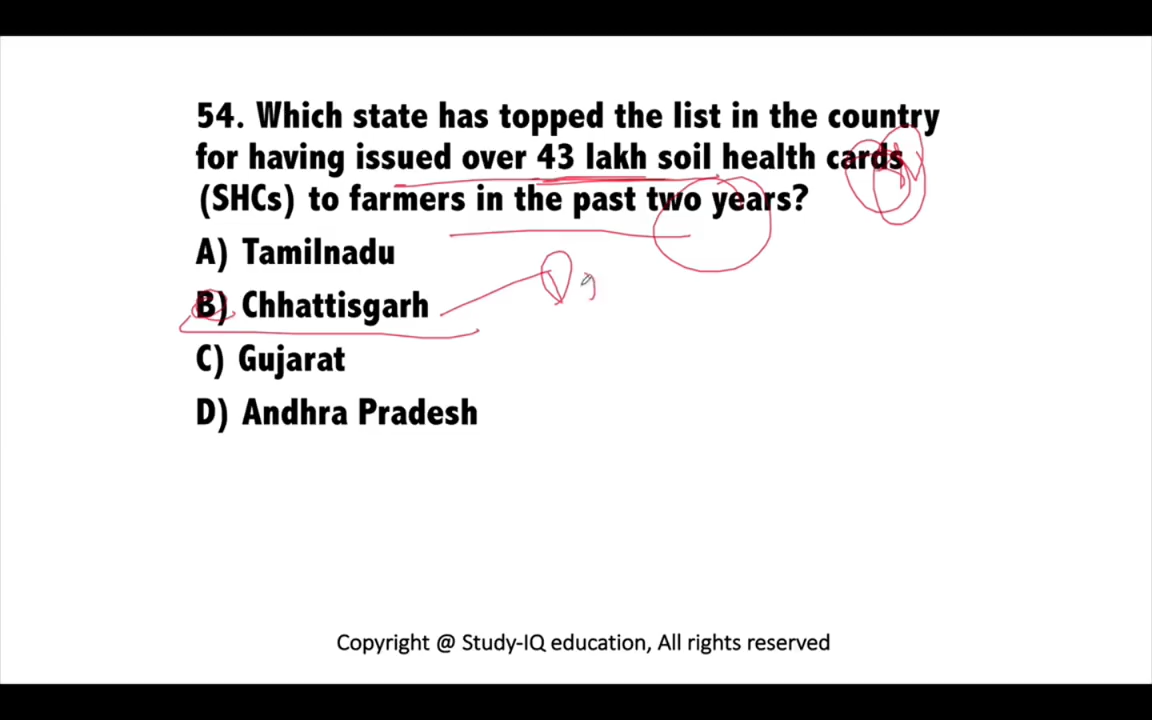 54. Which state has topped the list in the country
for having issued over 43 lakh soil health cards
(SHCs) to farmers in the past two years?
A) Tamilnadu
B) Chhattisgarh
C) Gujarat
D) Andhra Pradesh
Copyright @ Study-IQ education, All rights reserved